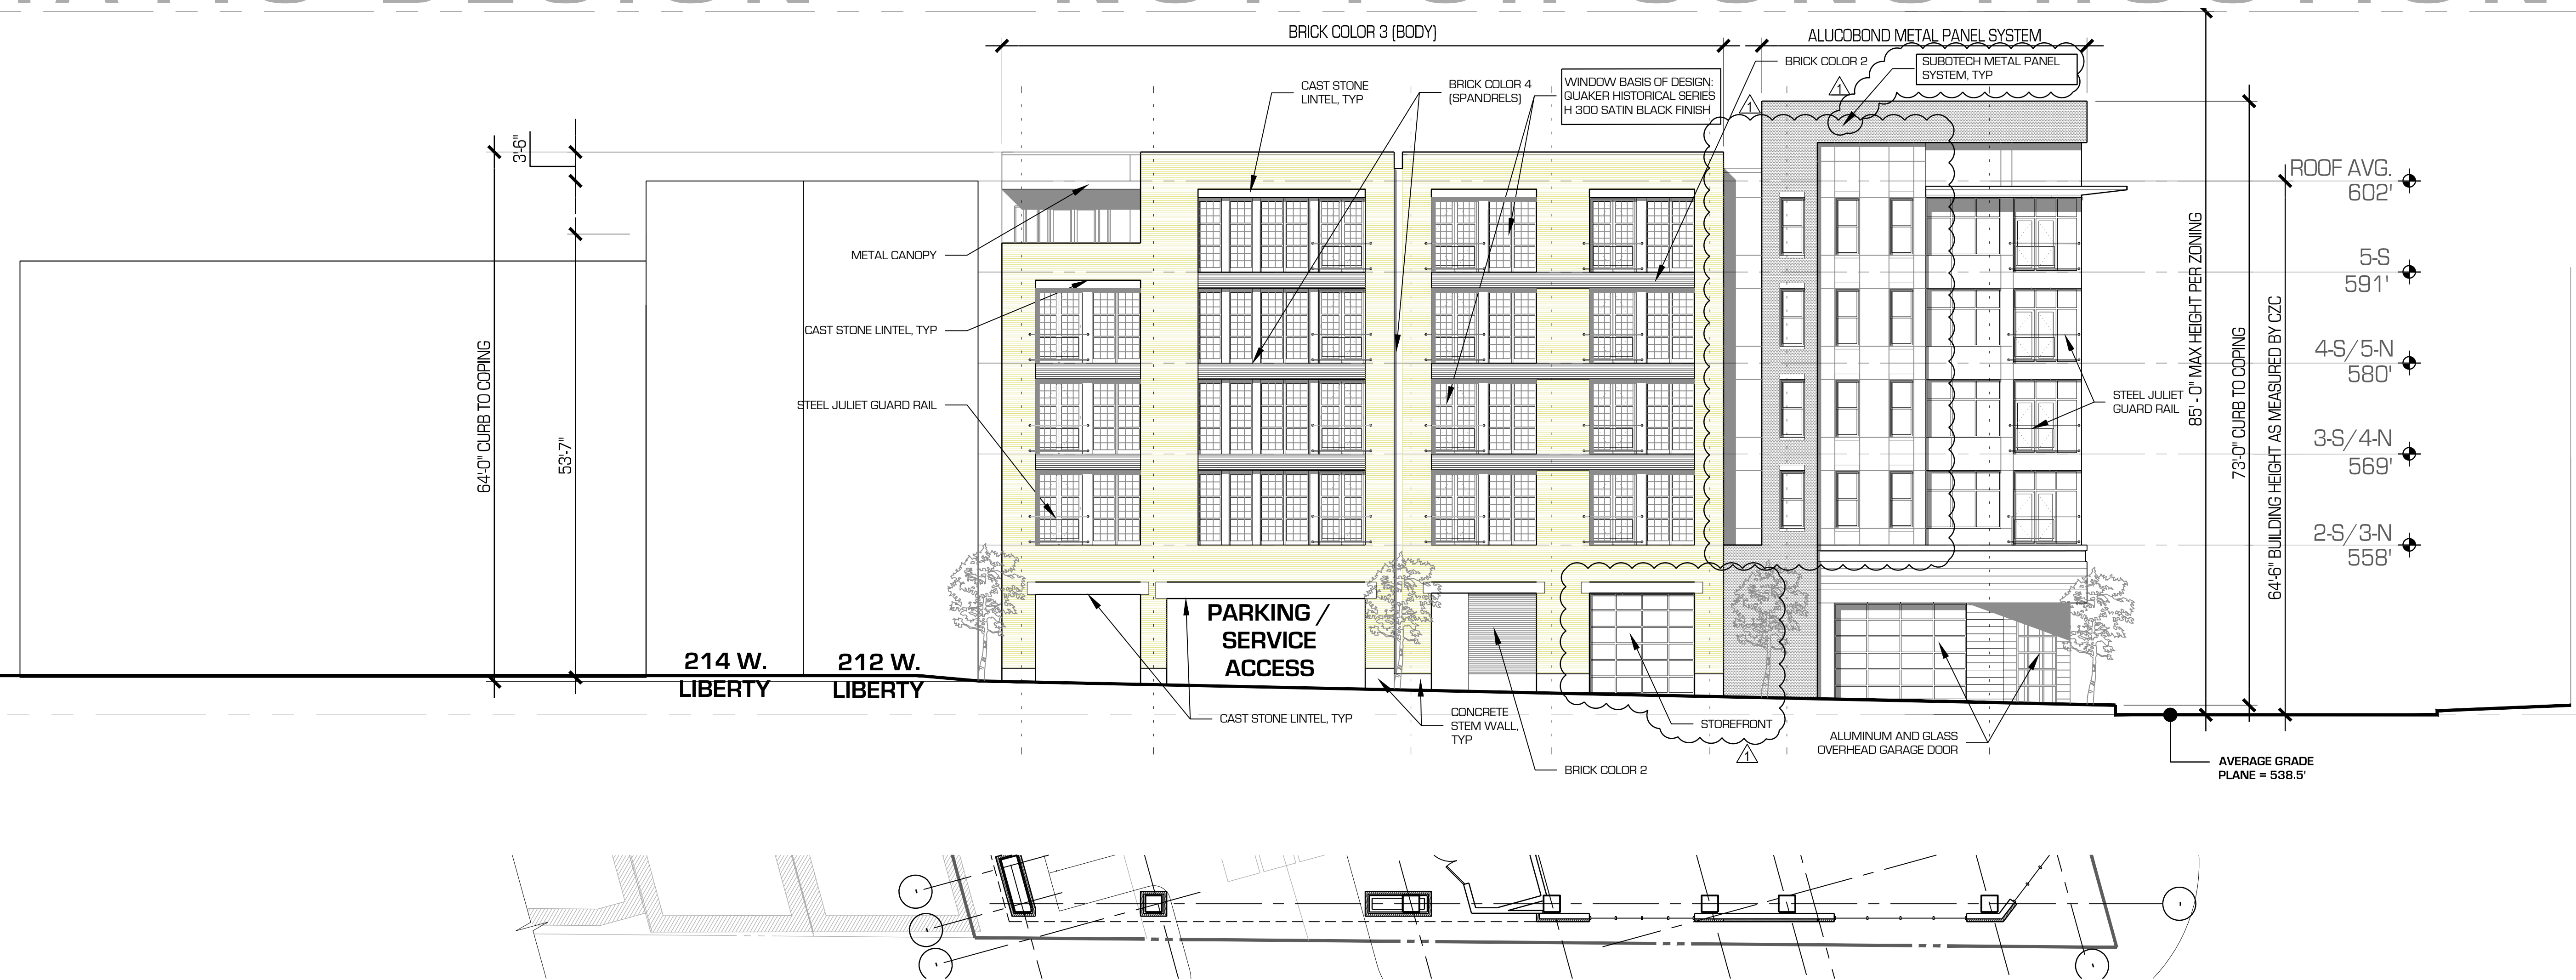 BRICK COLOR 3 (BODY)
ALUCOBOND METAL PANEL SYSTEM
BRICK COLOR 2
SUBOTECH METAL PANEL
SYSTEM, TYP
1
1
CAST STONE
LINTEL, TYP
BRICK COLOR 4
(SPANDRELS)
WINDOW BASIS OF DESIGN:
QUAKER HISTORICAL SERIES
H 300 SATIN BLACK FINISH
3'-6"
METAL CANOPY
CAST STONE LINTEL, TYP
STEEL JULIET GUARD RAIL
64'-0" CURB TO COPING
53'-7"
STEEL JULIET
GUARD RAIL
85'-0" MAX HEIGHT PER ZONING
73'-0" CURB TO COPING
64'-6" BUILDING HEIGHT AS MEASURED BY CZC
ROOF AVG.
602'
5-S
591'
4-S/5-N
580'
3-S/4-N
569'
2-S/3-N
558'
214 W.
LIBERTY
212 W.
LIBERTY
PARKING /
SERVICE
ACCESS
CAST STONE LINTEL, TYP
CONCRETE
STEM WALL,
TYP
BRICK COLOR 2
STOREFRONT
1
ALUMINUM AND GLASS
OVERHEAD GARAGE DOOR
AVERAGE GRADE
PLANE = 538.5'